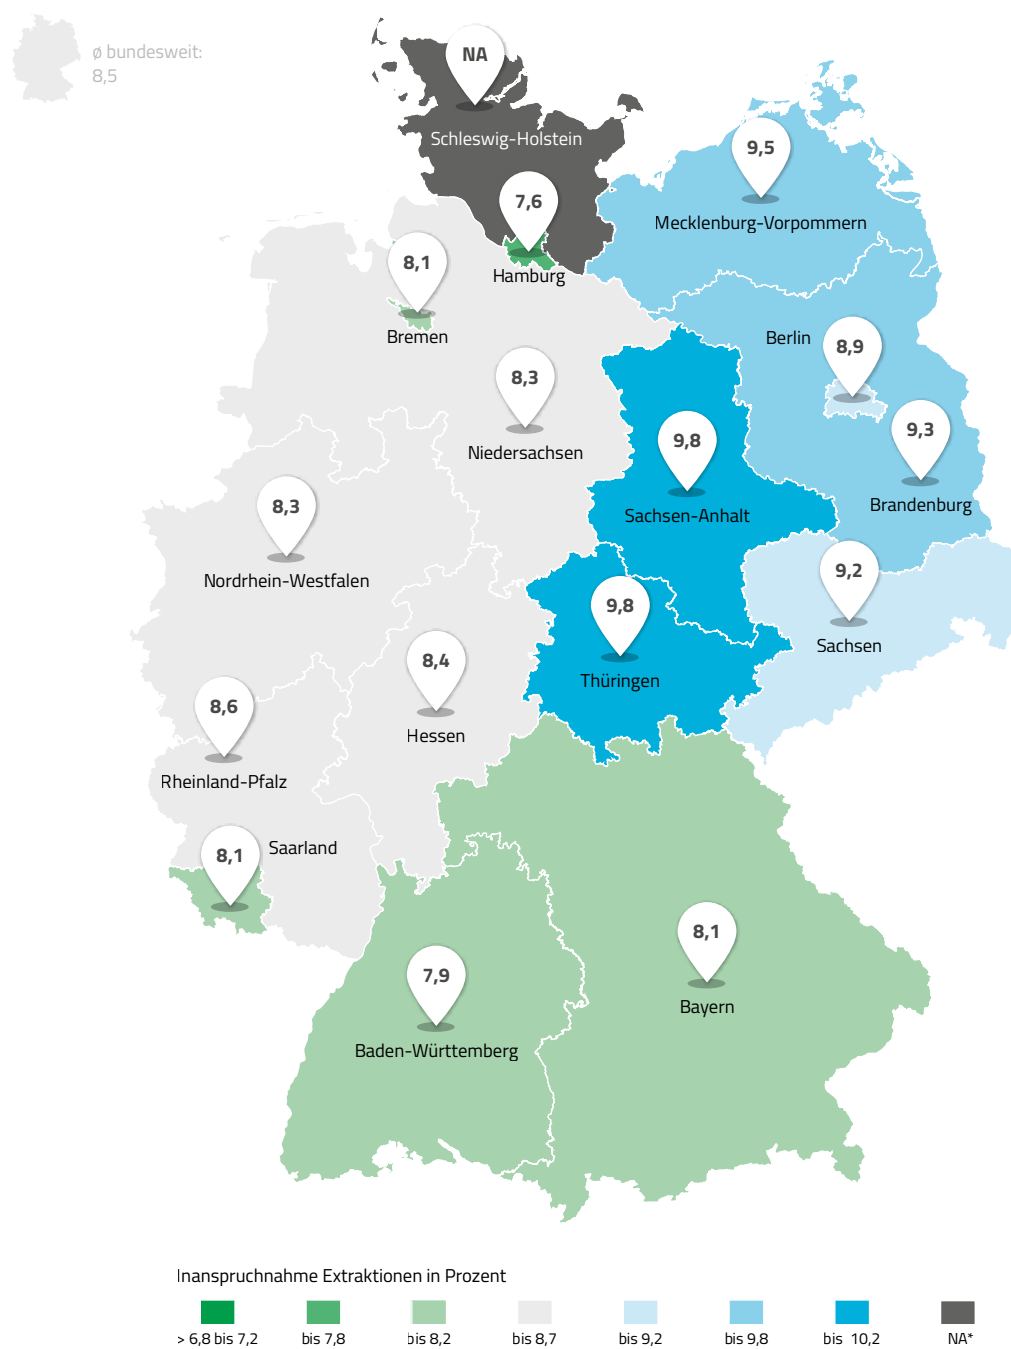 ø bundesweit:
8,5
NA
Schleswig-Holstein
9,5
Mecklenburg-Vorpommern
7,6
Hamburg
8,1
Bremen
Berlin
8,9
8,3
Niedersachsen
9,3
Brandenburg
9,8
Sachsen-Anhalt
8,3
Nordrhein-Westfalen
9,2
Sachsen
9,8
Thüringen
8,4
Hessen
8,6
Rheinland-Pfalz
8,1
Saarland
8,1
Bayern
7,9
Baden-Württemberg
Inanspruchnahme Extraktionen in Prozent
> 6,8 bis 7,2 bis 7,8 bis 8,2 bis 8,7 bis 9,2 bis 9,8 bis 10,2 NA*